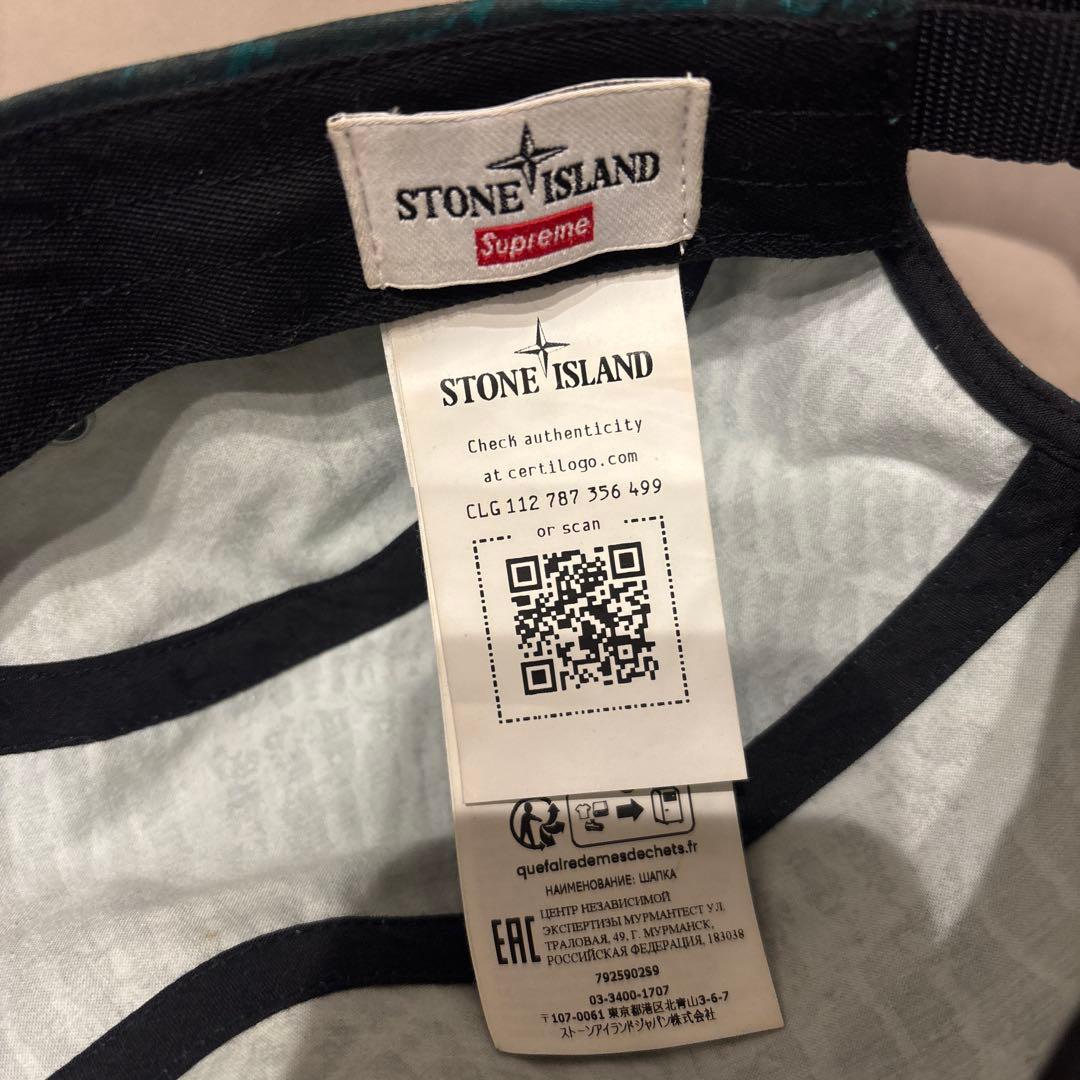 STONE ISLAND
Supreme
STONE ISLAND
Check authenticity
at certilogo.com
CLG 112 787 356 499
or scan
quefairedemesdechets.fr
НАИМЕНОВАНИЕ: ШАПКА
EAC
ЦЕНТР НЕЗАВИСИМОЙ
ЭКСПЕРТИЗЫ МУРМАНТЕСТ УЛ.
ТРАЛОВАЯ, 49, Г. МУРМАНСК,
РОССИЙСКАЯ ФЕДЕРАЦИЯ, 183038
7925902S9
03-3400-1707
〒107-0061 東京都港区北青山3-6-7
ストーンアイランドジャパン株式会社